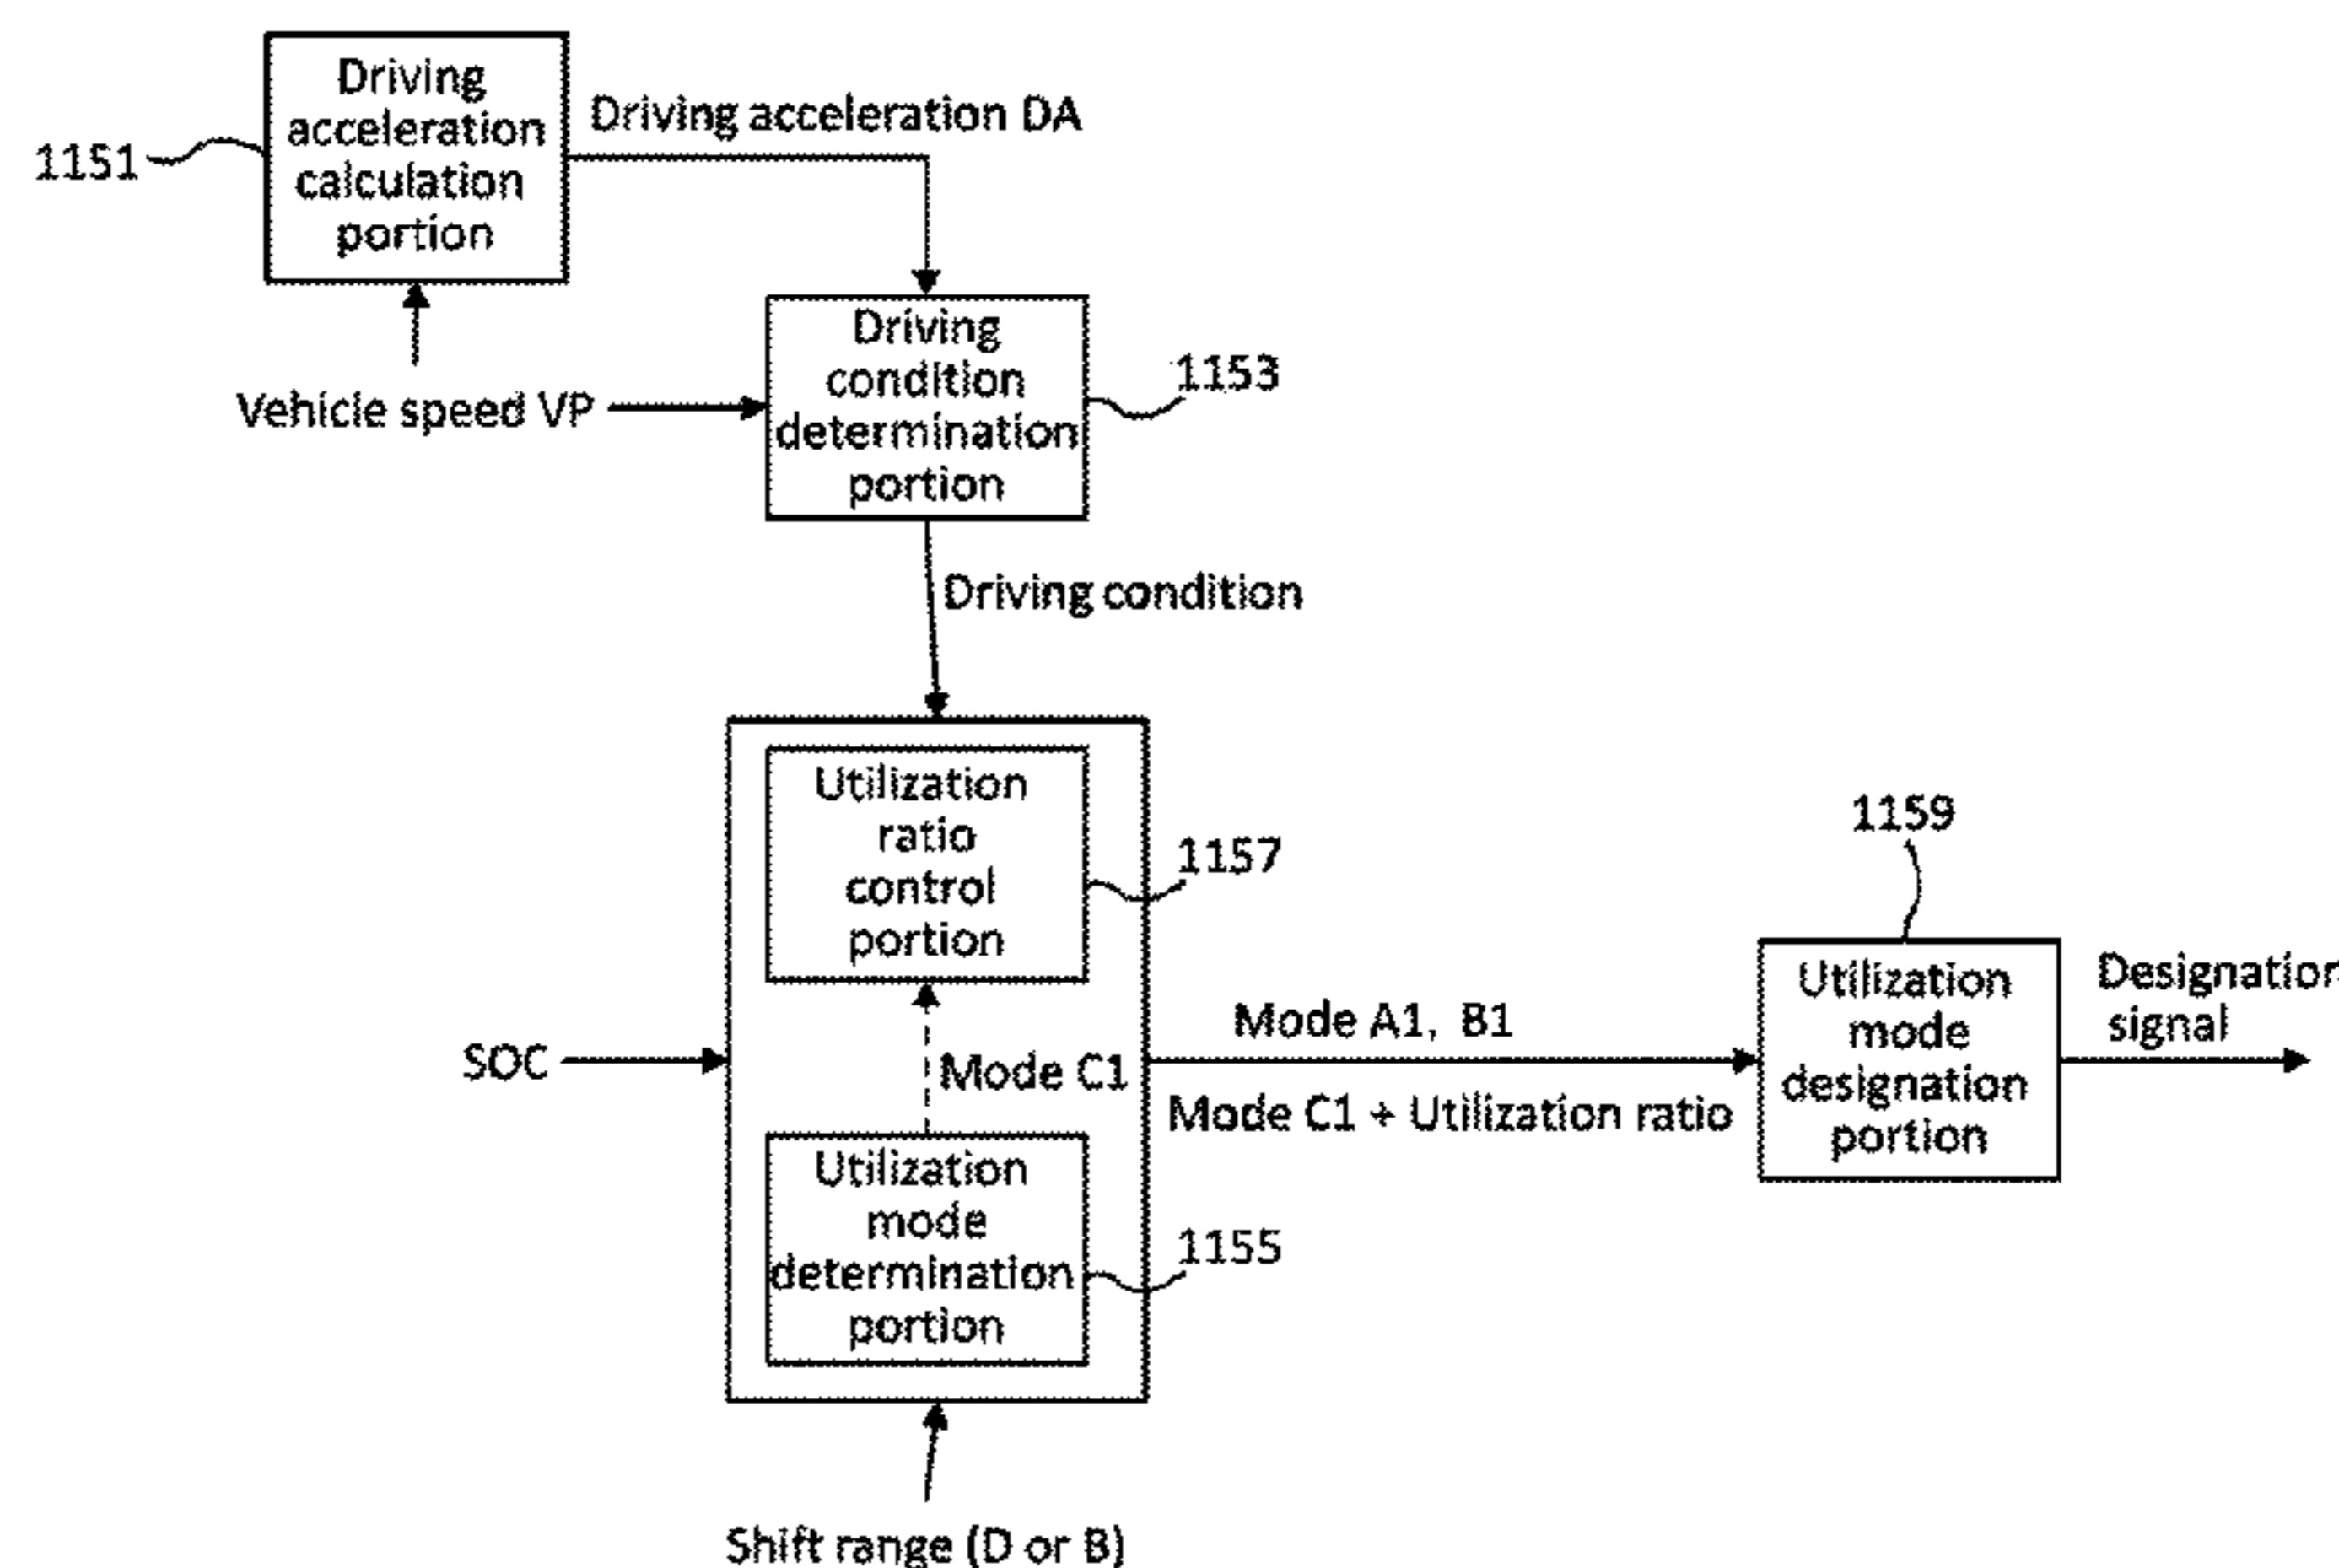 Driving
acceleration
calculation
portion
1151
Driving acceleration DA
Vehicle speed VP
Driving
condition
determination
portion
1153
Driving condition
Utilization
ratio
control
portion
1157
SOC
Mode C1
Utilization
mode
determination
portion
1155
Mode A1, B1
Mode C1 + Utilization ratio
1159
Utilization
mode
designation
portion
Designation
signal
Shift range (D or B)